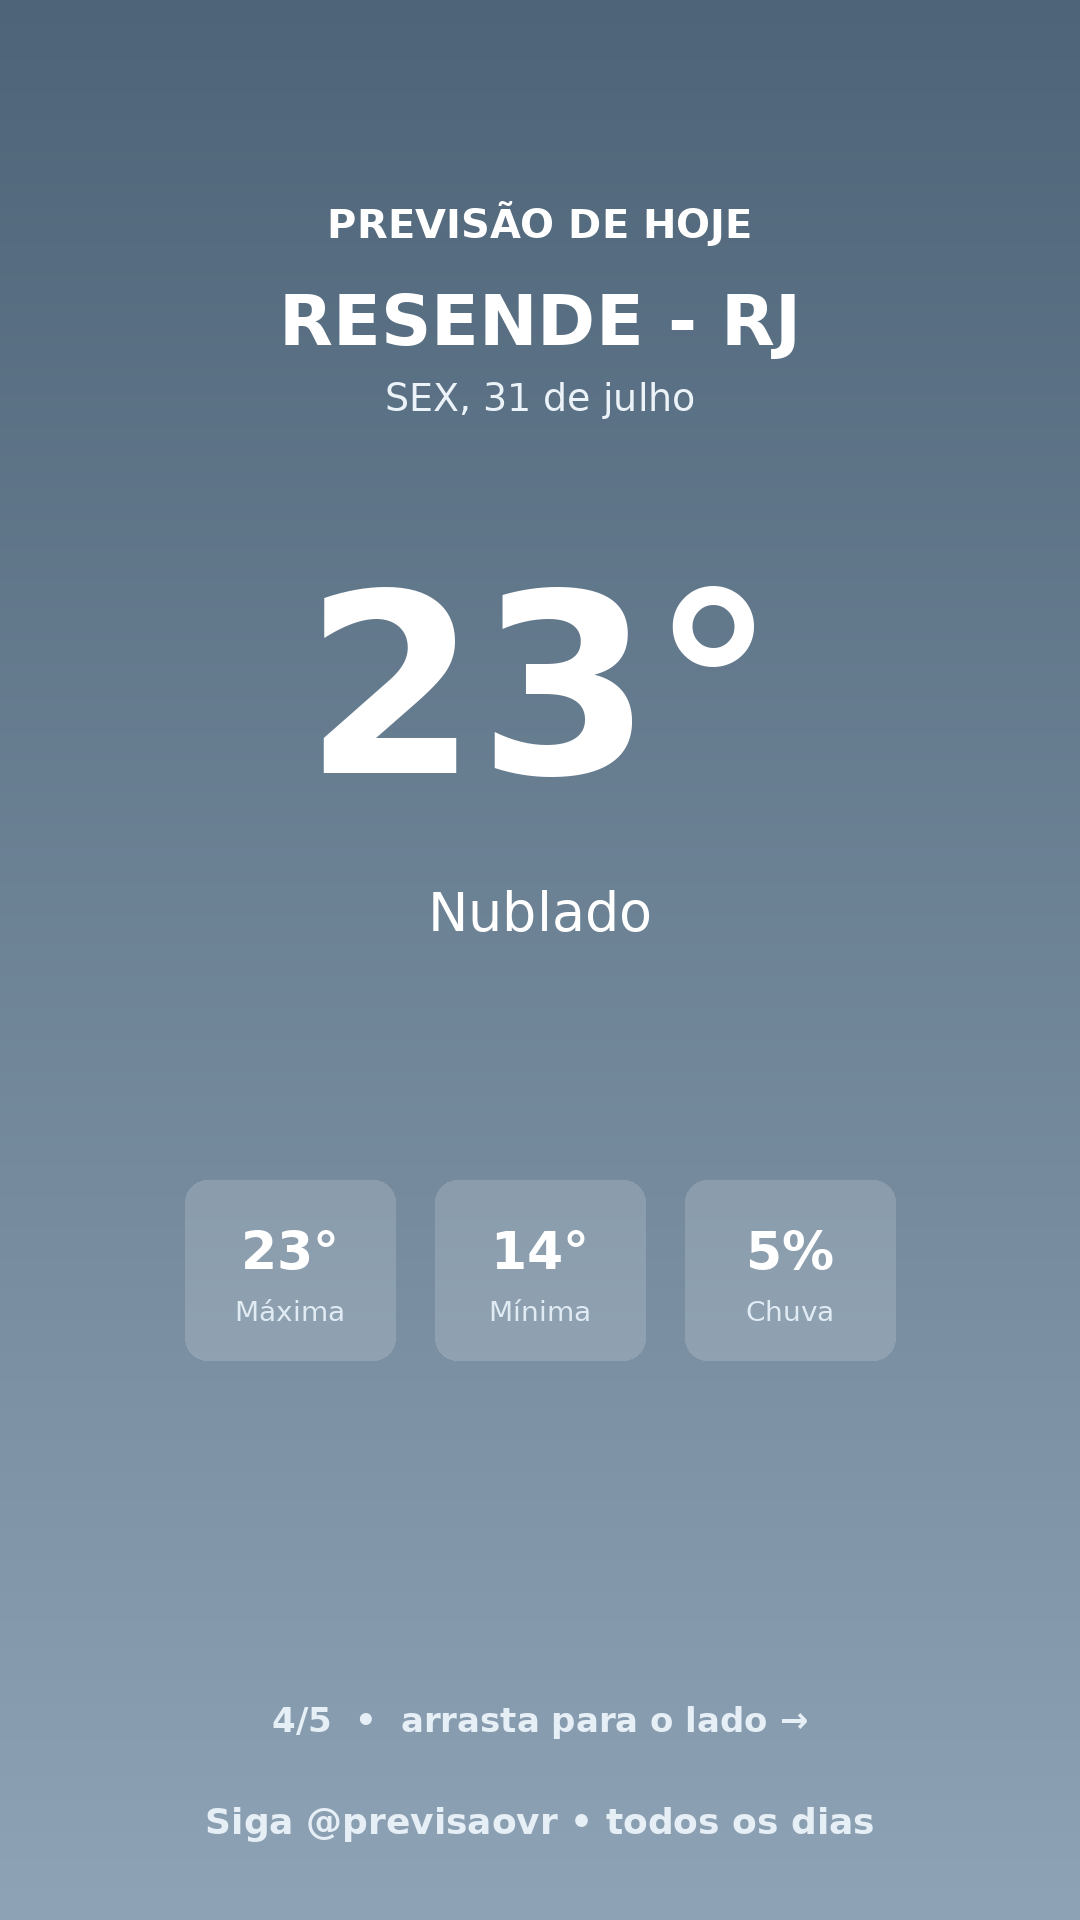 PREVISÃO DE HOJE
RESENDE - RJ
SEX, 31 de julho
23°
Nublado
23° 14° 5%
Máxima Mínima Chuva
4/5 • arrasta para o lado →
Siga @previsaovr • todos os dias